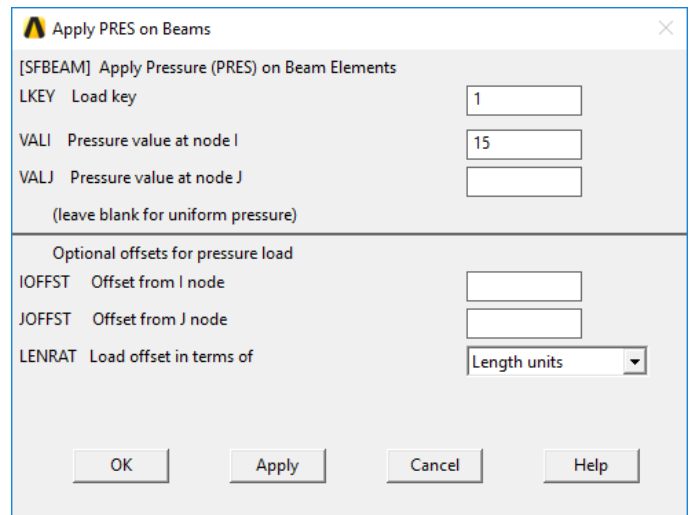 Apply PRES on Beams
[SFBEAM] Apply Pressure (PRES) on Beam Elements
LKEY Load key 1
VALI Pressure value at node I 15
VALJ Pressure value at node J
(leave blank for uniform pressure)
Optional offsets for pressure load
IOFFST Offset from I node
JOFFST Offset from J node
LENRAT Load offset in terms of Length units
OK Apply Cancel Help